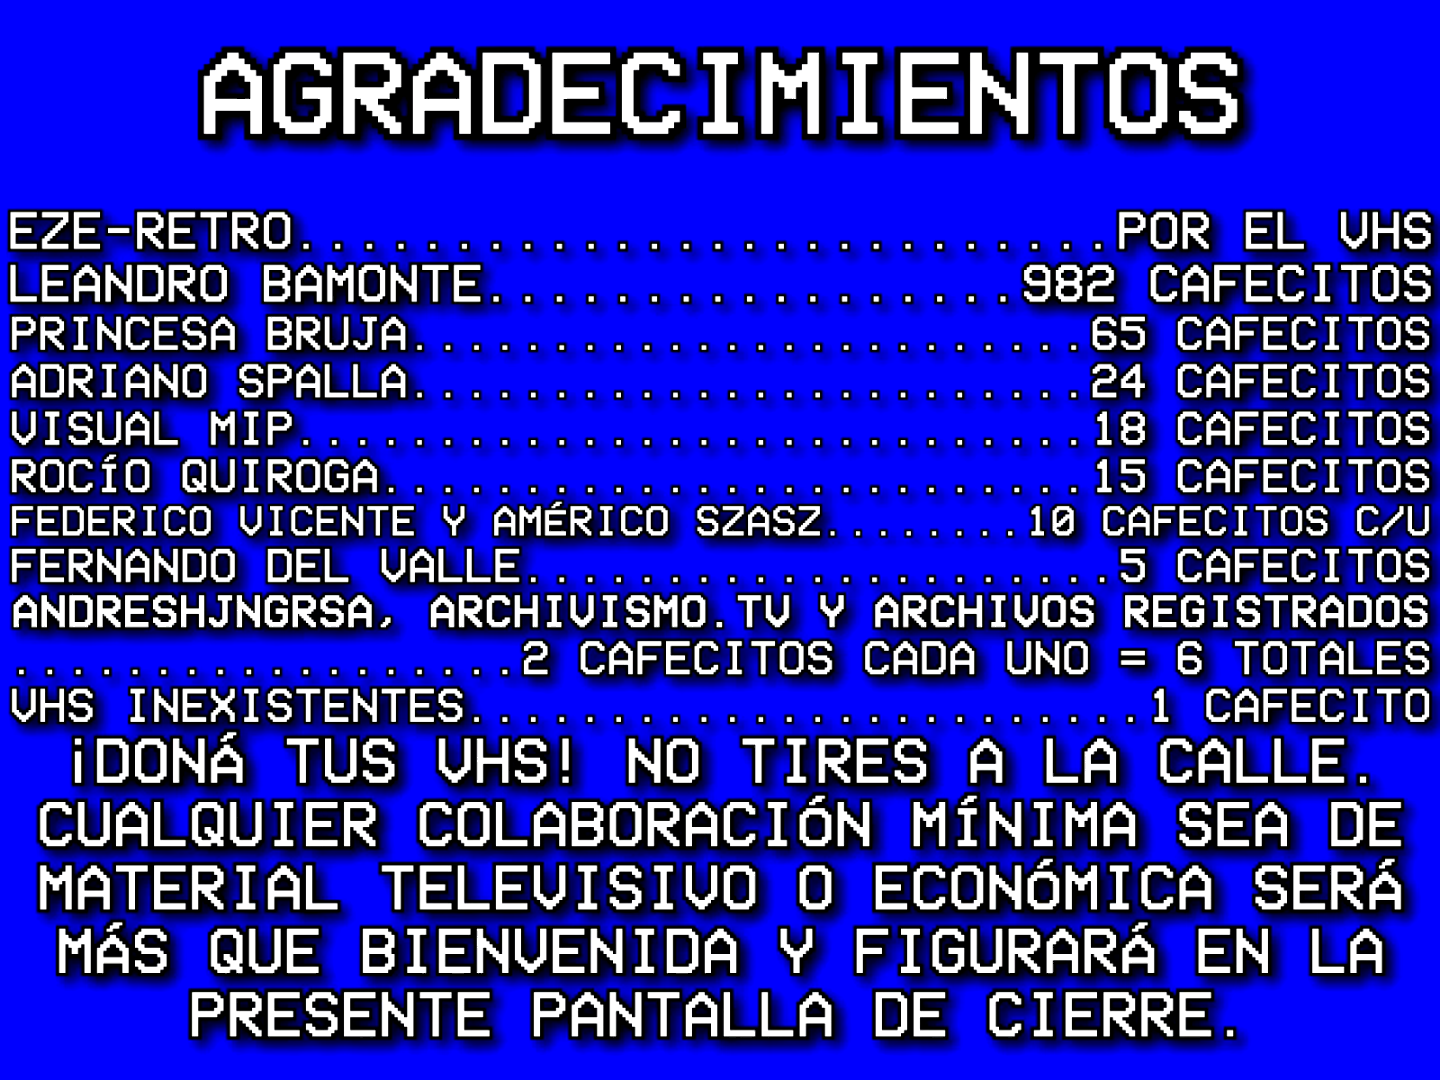 AGRADECIMIENTOS
EZE-RETRO..........................POR EL VHS
LEANDRO BAMONTE.................982 CAFECITOS
PRINCESA BRUJA........................65 CAFECITOS
ADRIANO SPALLA........................24 CAFECITOS
VISUAL MIP............................18 CAFECITOS
ROCÍO QUIROGA.........................15 CAFECITOS
FEDERICO VICENTE Y AMÉRICO SZASZ........10 CAFECITOS C/U
FERNANDO DEL VALLE.....................5 CAFECITOS
ANDRESHJNGRSA, ARCHIVISMO.TV Y ARCHIVOS REGISTRADOS
..................2 CAFECITOS CADA UNO = 6 TOTALES
VHS INEXISTENTES........................1 CAFECITO
¡DONÁ TUS VHS! NO TIRES A LA CALLE.
CUALQUIER COLABORACIÓN MÍNIMA SEA DE
MATERIAL TELEVISIVO O ECONÓMICA SERÁ
MÁS QUE BIENVENIDA Y FIGURARÁ EN LA
PRESENTE PANTALLA DE CIERRE.